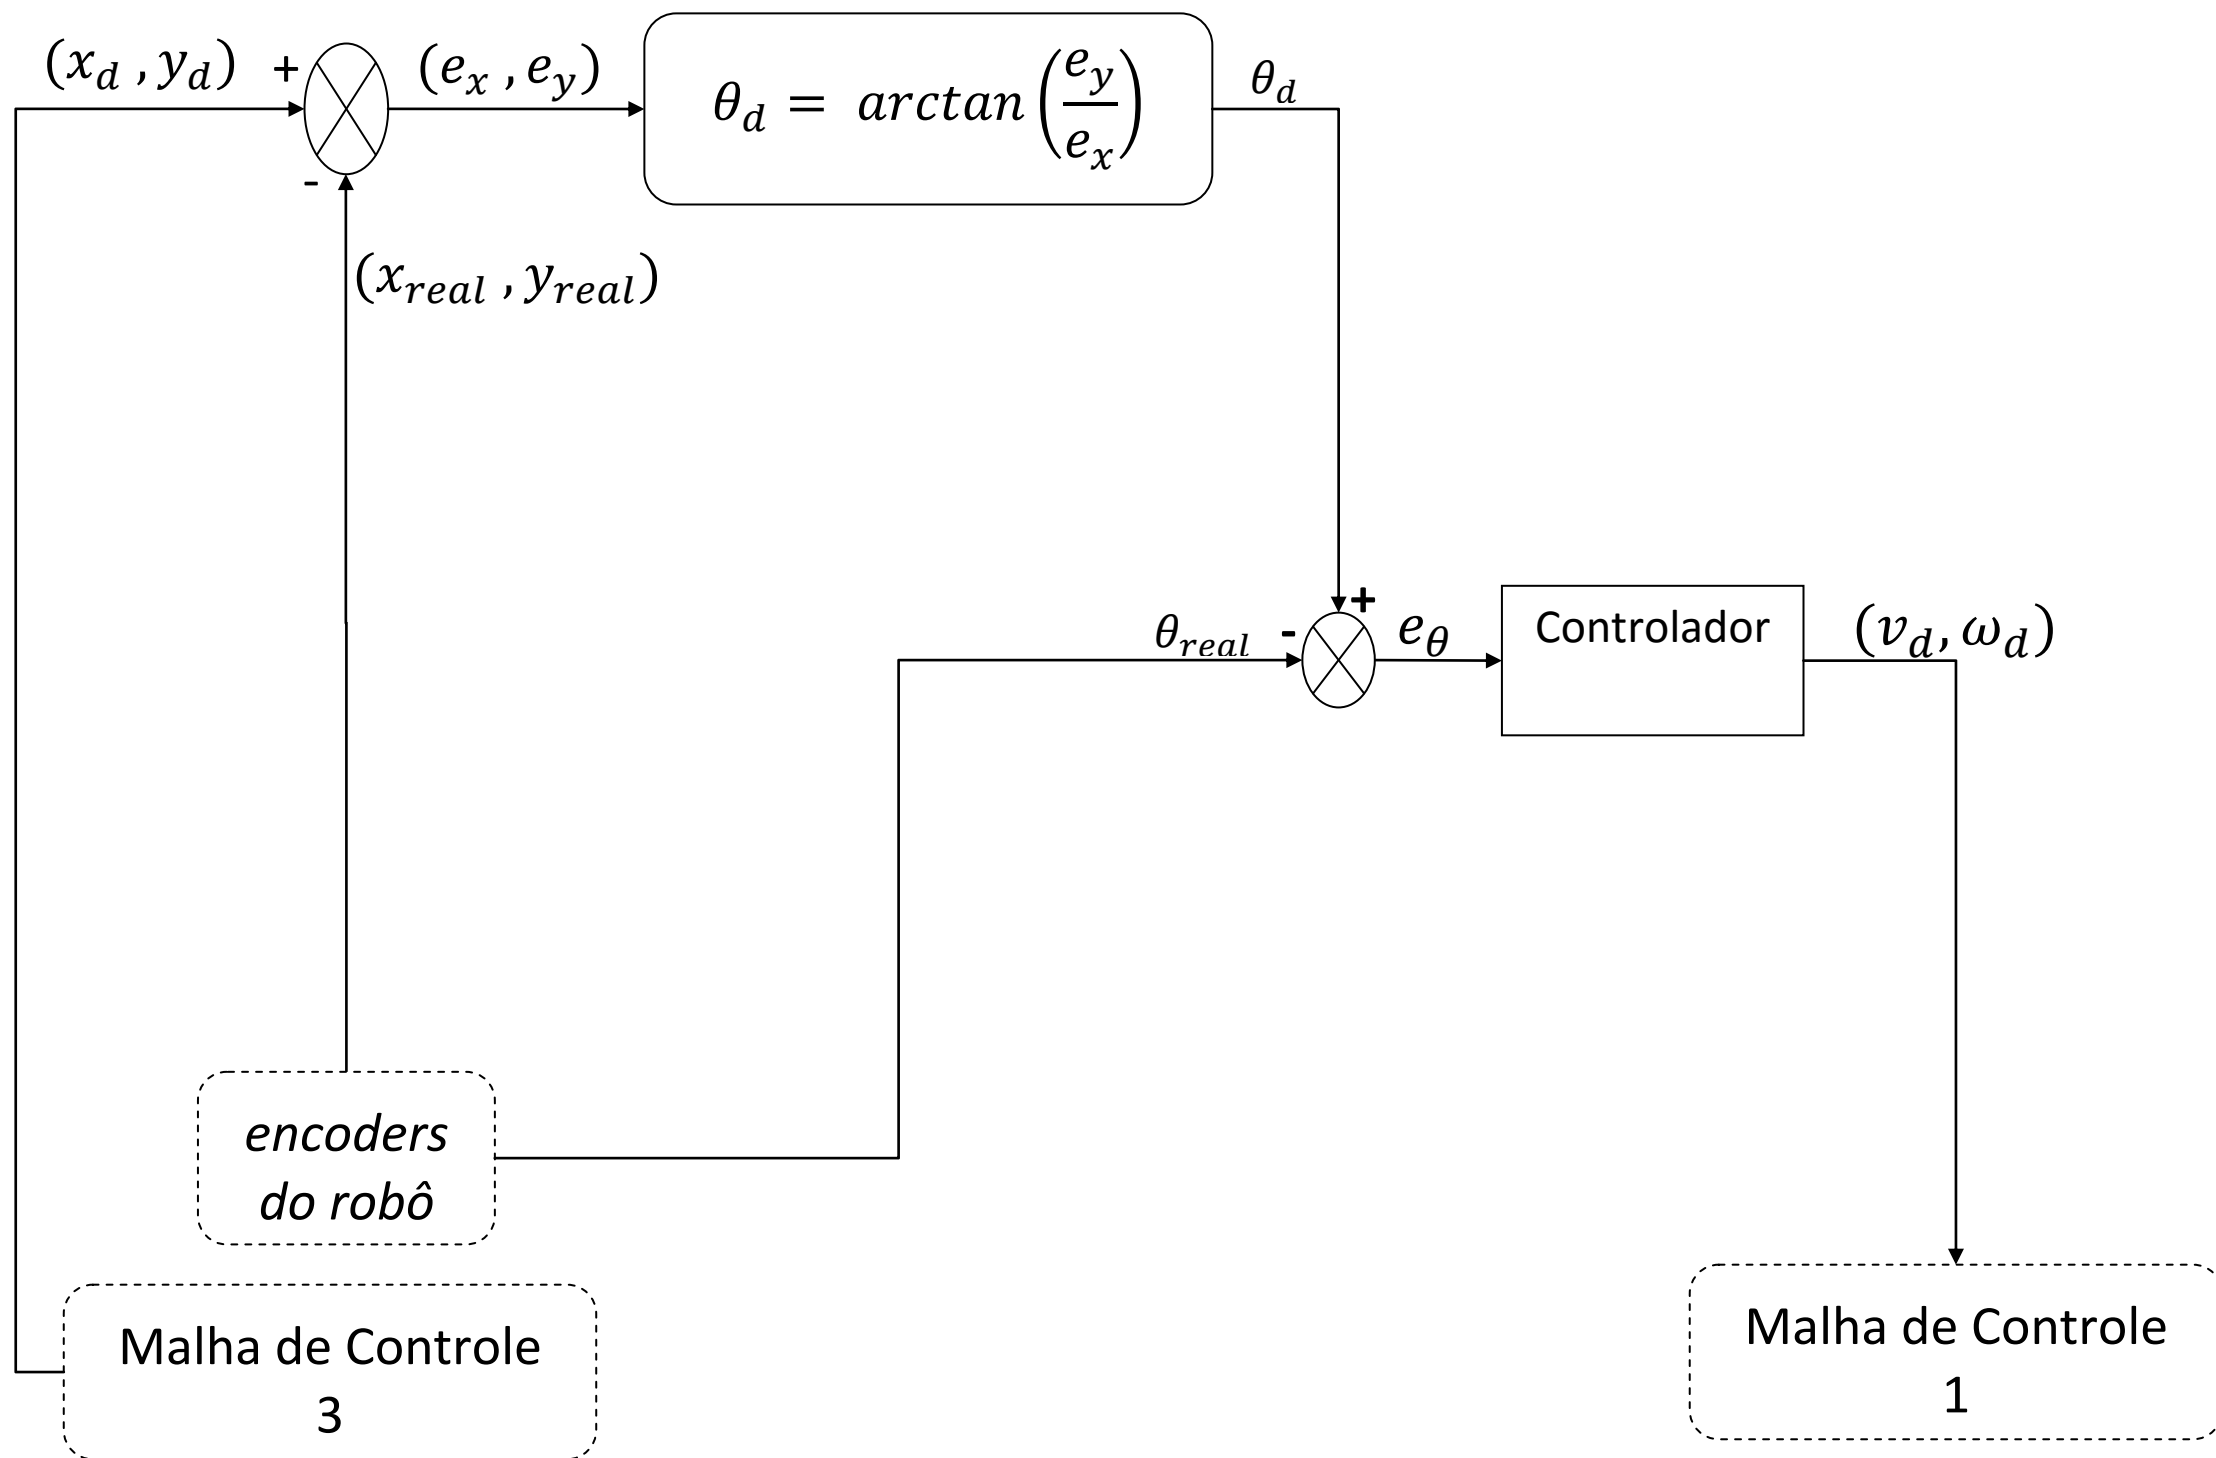 (x_d , y_d) +
(e_x , e_y)
θ_d = arctan(e_y/e_x)
θ_d
-
(x_real , y_real)
+
θ_real -
e_θ
Controlador
(v_d, ω_d)
encoders
do robô
Malha de Controle
3
Malha de Controle
1